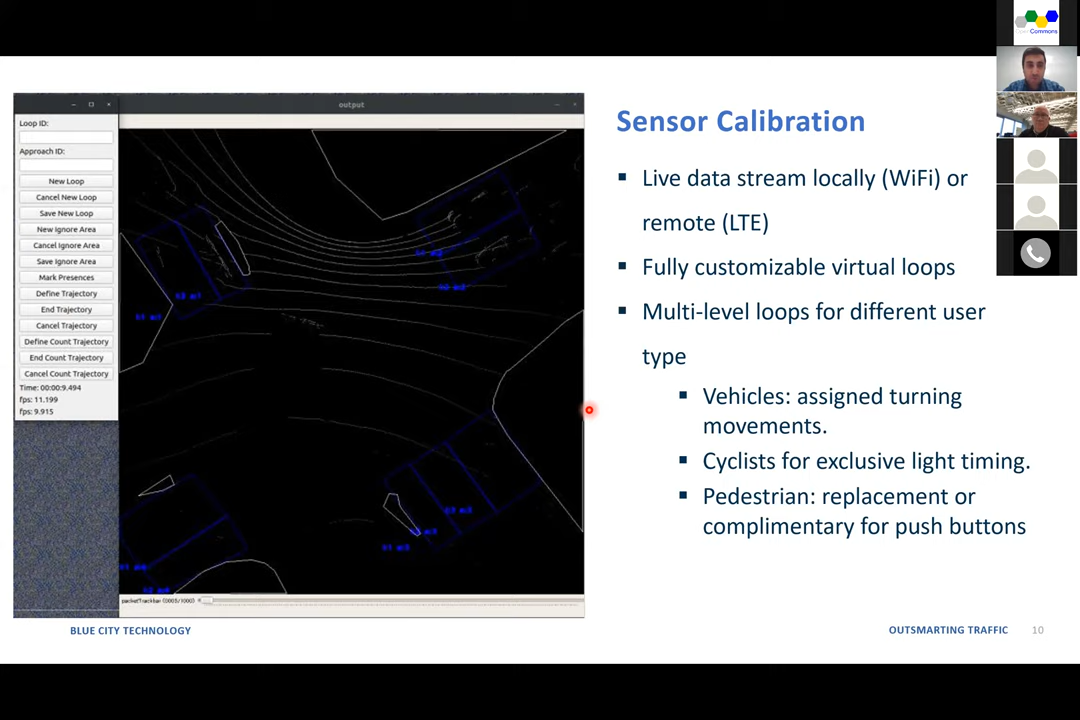 Commons
output
Loop ID:
Approach ID:
New Loop
Cancel New Loop
Save New Loop
New Ignore Area
Cancel Ignore Area
Save Ignore Area
Mark Presences
Define Trajectory
End Trajectory
Cancel Trajectory
Define Count Trajectory
End Count Trajectory
Cancel Count Trajectory
Time: 00:00:9.494
fps: 11.199
fps: 9.915
packetTrackbar (0003/1000)
Sensor Calibration
▪ Live data stream locally (WiFi) or
remote (LTE)
▪ Fully customizable virtual loops
▪ Multi-level loops for different user
type
▪ Vehicles: assigned turning
movements.
▪ Cyclists for exclusive light timing.
▪ Pedestrian: replacement or
complimentary for push buttons
BLUE CITY TECHNOLOGY
OUTSMARTING TRAFFIC
10